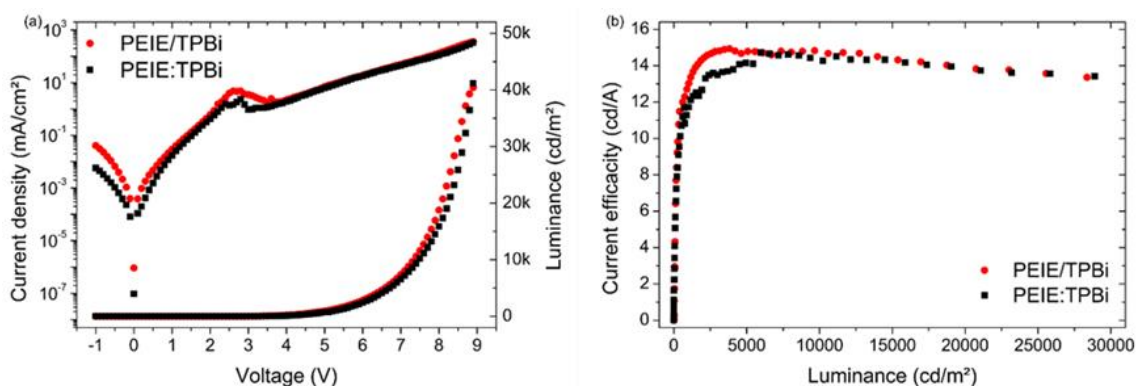 (a)
PEIE/TPBi
PEIE:TPBi
10³
10¹
10⁻¹
10⁻³
10⁻⁵
10⁻⁷
Current density (mA/cm²)
50k
40k
30k
20k
10k
0
Luminance (cd/m²)
-1 0 1 2 3 4 5 6 7 8 9
Voltage (V)
(b)
16
14
12
10
8
6
4
2
0
Current efficacy (cd/A)
PEIE/TPBi
PEIE:TPBi
0 5000 10000 15000 20000 25000 30000
Luminance (cd/m²)